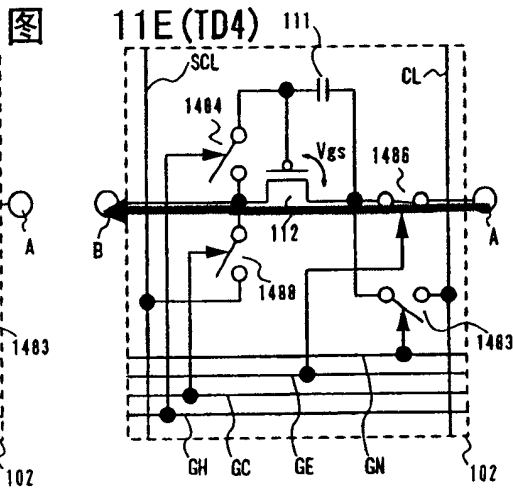 图 11E(TD4)
111
SCL
CL
1484
Vgs
1486
A
B
112
A
1488
1483
1483
GH
GC
GE
GN
102
102